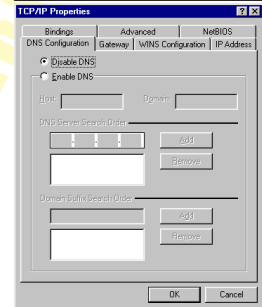 TCP/IP Properties
Bindings Advanced NetBIOS
DNS Configuration Gateway WINS Configuration IP Address
Disable DNS
Enable DNS
Host: Domain:
DNS Server Search Order
Add
Remove
Domain Suffix Search Order
Add
Remove
OK Cancel